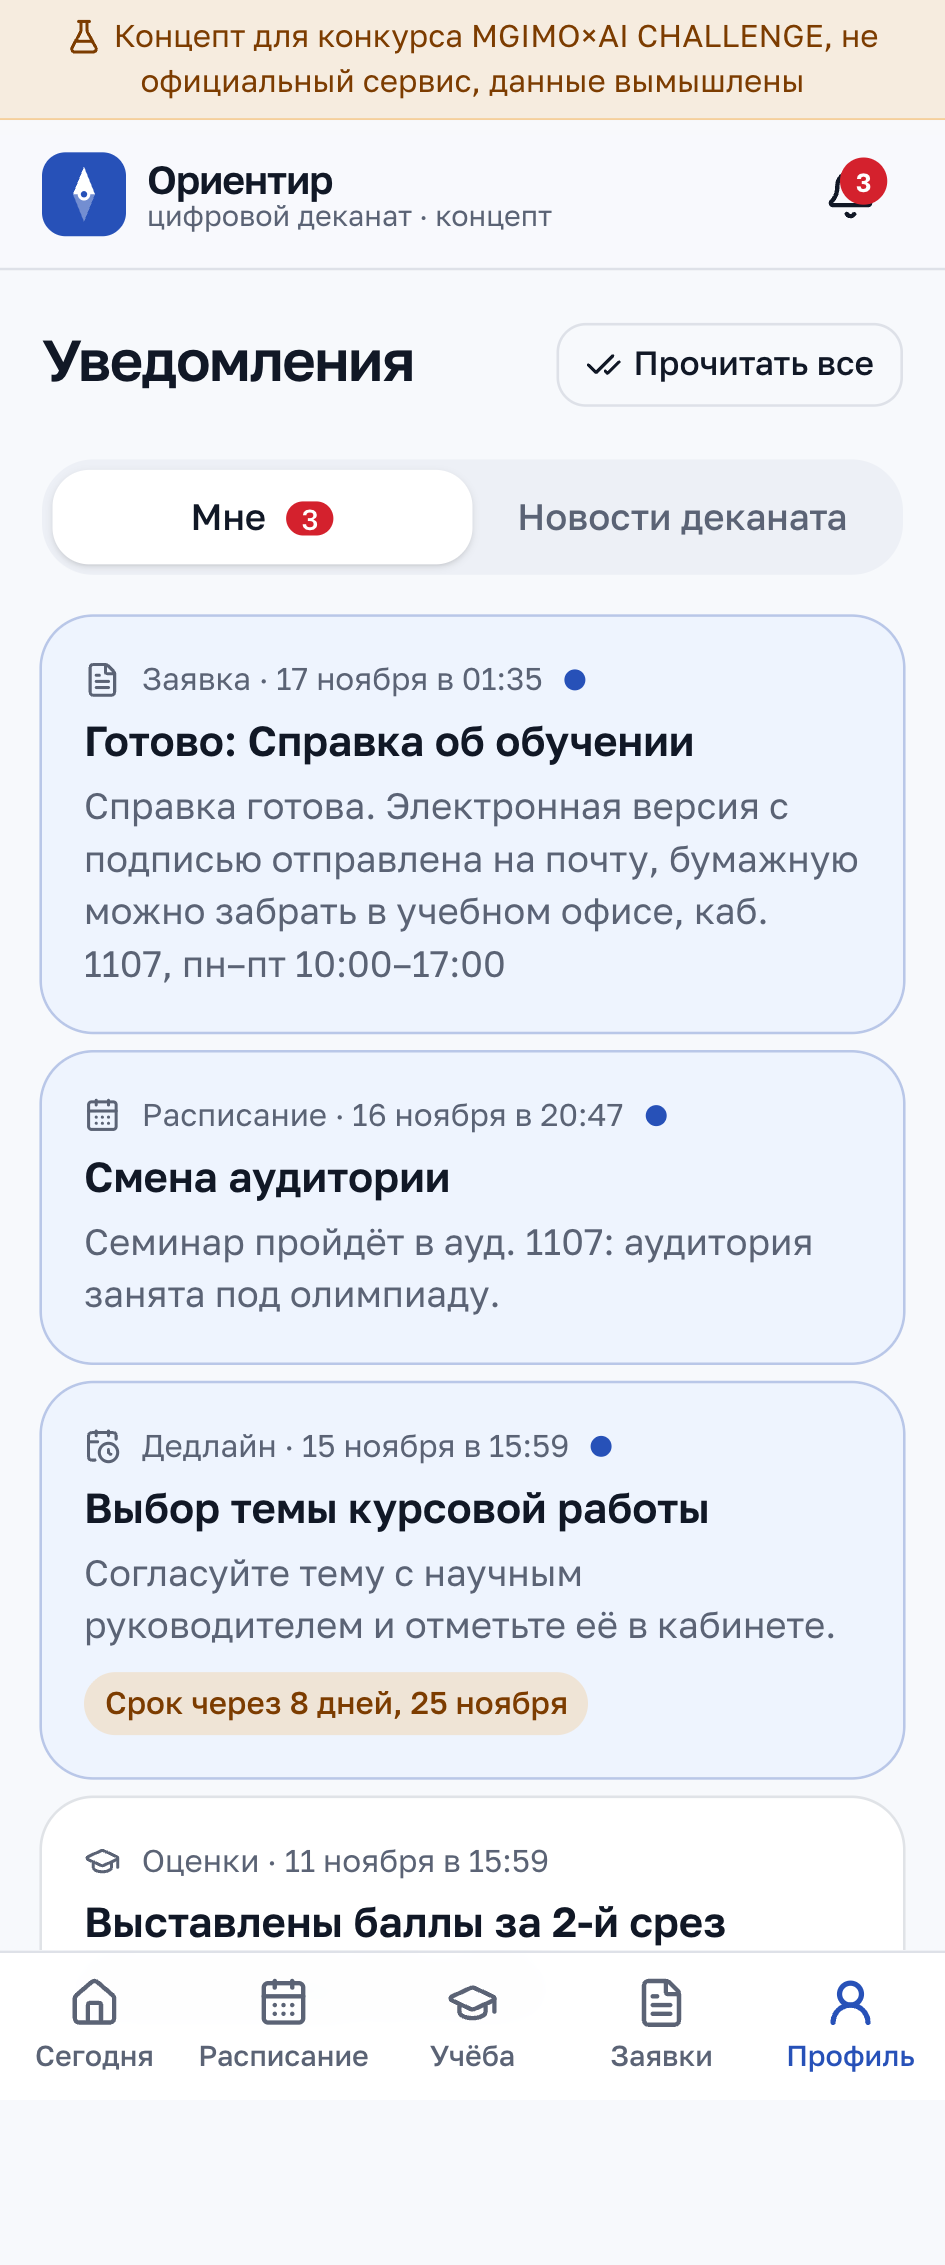 Концепт для конкурса MGIMO×AI CHALLENGE, не
официальный сервис, данные вымышлены
Ориентир
цифровой деканат · концепт
3
Уведомления
Прочитать все
Мне 3
Новости деканата
Заявка · 17 ноября в 01:35
Готово: Справка об обучении
Справка готова. Электронная версия с
подписью отправлена на почту, бумажную
можно забрать в учебном офисе, каб.
1107, пн–пт 10:00–17:00
Расписание · 16 ноября в 20:47
Смена аудитории
Семинар пройдёт в ауд. 1107: аудитория
занята под олимпиаду.
Дедлайн · 15 ноября в 15:59
Выбор темы курсовой работы
Согласуйте тему с научным
руководителем и отметьте её в кабинете.
Срок через 8 дней, 25 ноября
Оценки · 11 ноября в 15:59
Выставлены баллы за 2-й срез
Сегодня
Расписание
Учёба
Заявки
Профиль